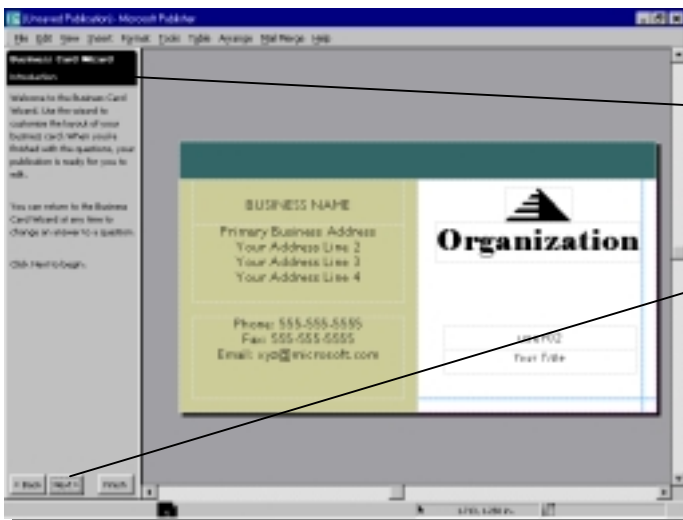 (Unsaved Publication) - Microsoft Publisher
File Edit View Insert Format Tools Table Arrange Mail Merge Help
Business Card Wizard
Introduction
Welcome to the Business Card
Wizard. Use the wizard to
customize the layout of your
business card. When you're
finished with the questions, your
publication is ready for you to
edit.
You can return to the Business
Card Wizard at any time to
change an answer to a question.
Click Next to begin.
< Back Next > Finish
BUSINESS NAME
Primary Business Address
Your Address Line 2
Your Address Line 3
Your Address Line 4
Phone: 555-555-5555
Fax: 555-555-5555
Email: xyz@microsoft.com
Organization
Your Title